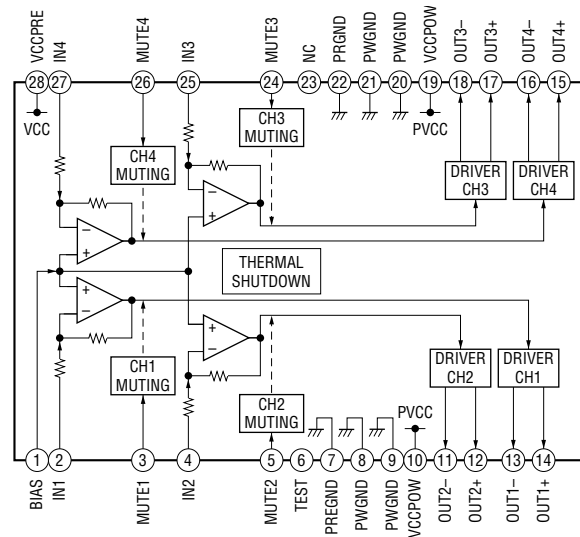 VCCPRE
IN4
MUTE4
IN3
MUTE3
NC
PRGND
PWGND
PWGND
VCCPOW
OUT3−
OUT3+
OUT4−
OUT4+
28
27
26
25
24
23
22
21
20
19
18
17
16
15
VCC
PVCC
CH4
MUTING
CH3
MUTING
DRIVER
CH3
DRIVER
CH4
−
+
−
+
THERMAL
SHUTDOWN
+
−
+
−
CH1
MUTING
CH2
MUTING
DRIVER
CH2
DRIVER
CH1
PVCC
1
2
3
4
5
6
7
8
9
10
11
12
13
14
BIAS
IN1
MUTE1
IN2
MUTE2
TEST
PREGND
PWGND
PWGND
VCCPOW
OUT2−
OUT2+
OUT1−
OUT1+